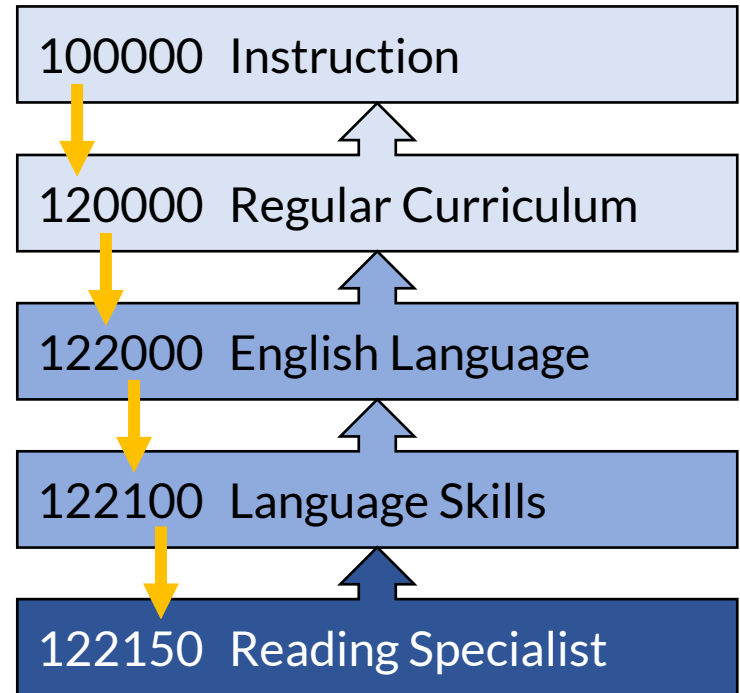 100000 Instruction
120000 Regular Curriculum
122000 English Language
122100 Language Skills
122150 Reading Specialist